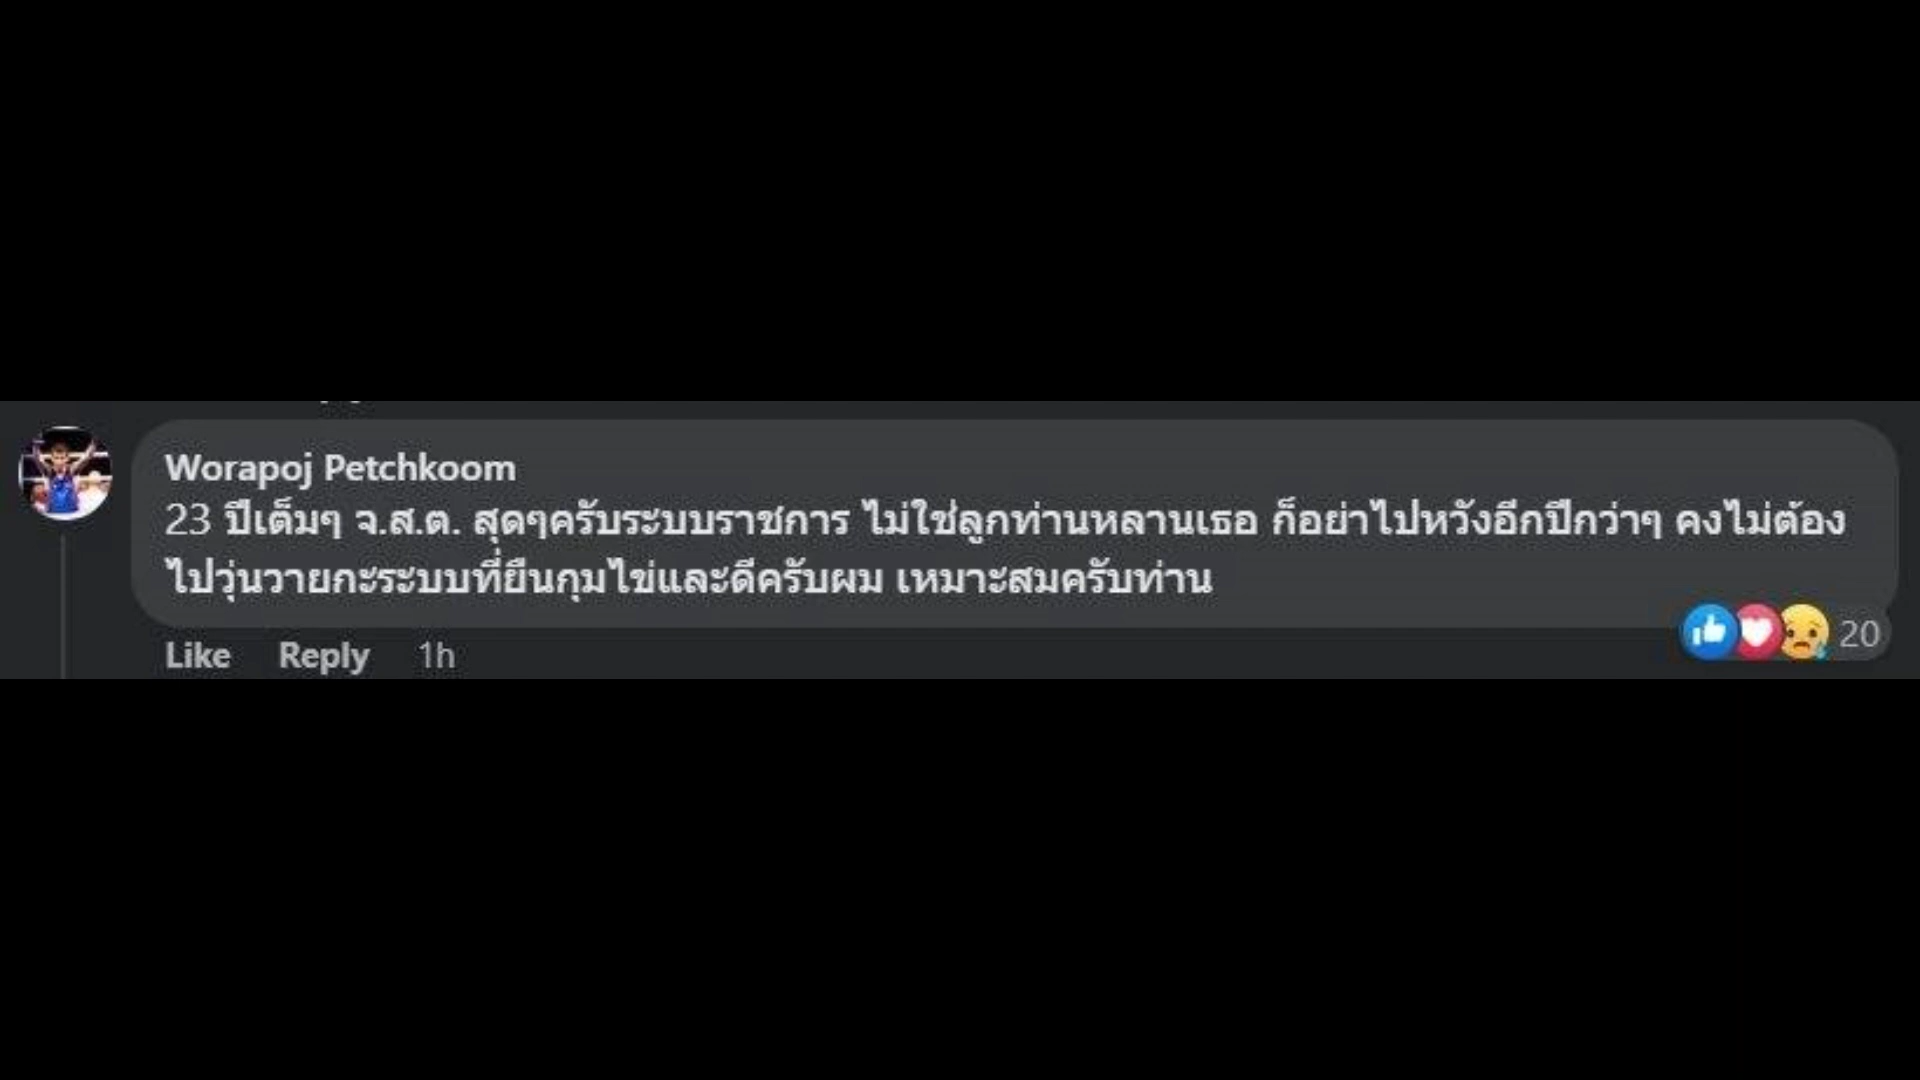 Worapoj Petchkoom
23 ปีเต็มๆ จ.ส.ต. สุดๆครับระบบราชการ ไม่ใช่ลูกท่านหลานเธอ ก็อย่าไปหวังอีกปีกว่าๆ คงไม่ต้อง
ไปวุ่นวายกะระบบที่ยืนกุมไข่และดีครับผม เหมาะสมครับท่าน
20
Like Reply 1h